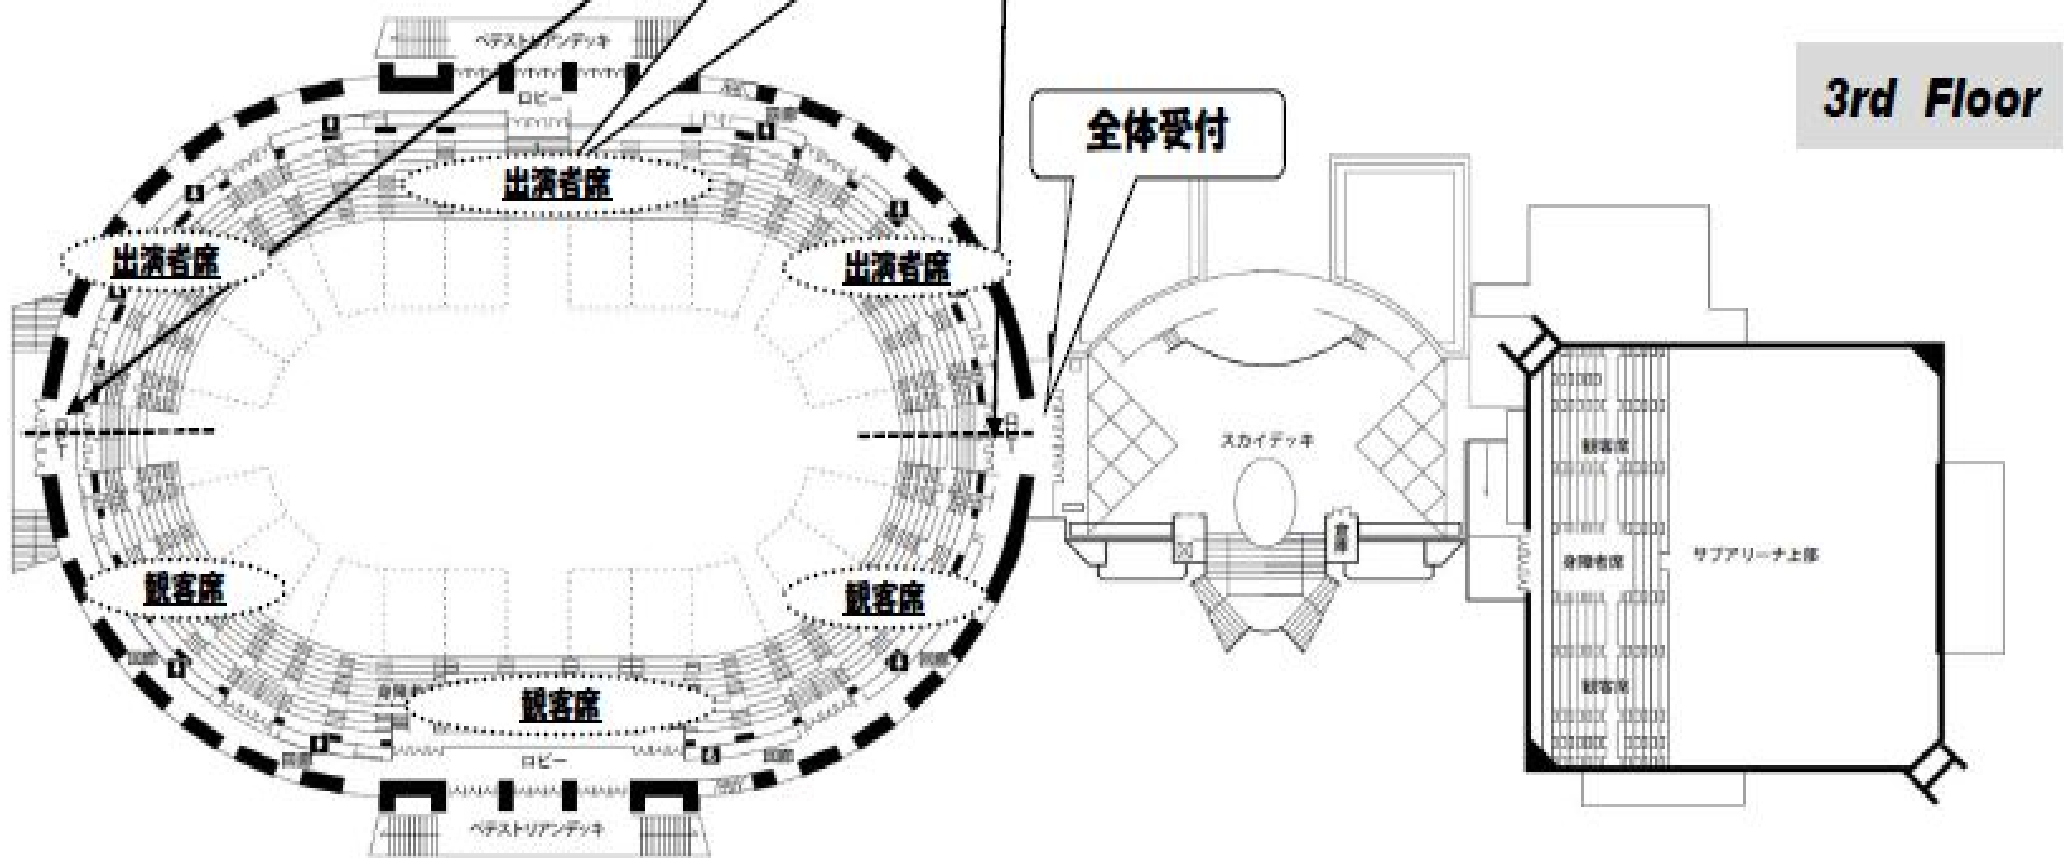 ペデストリアンデッキ
3rd Floor
ロビー
全体受付
出演者席
出演者席
出演者席
スカイデッキ
観客席
倉庫
サブアリーナ上部
身障者席
観客席
観客席
観客席
観客席
ロビー
ペデストリアンデッキ